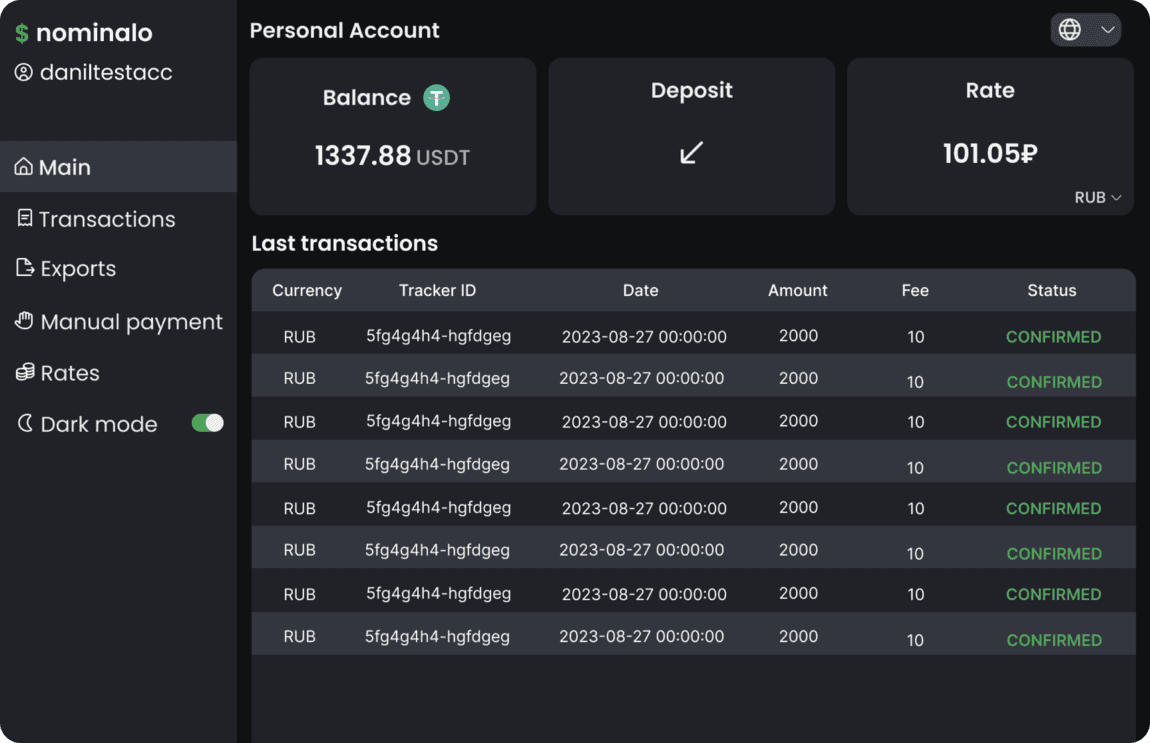 $ nominalo
daniltestacc
Main
Transactions
Exports
Manual payment
Rates
Dark mode
Personal Account
Balance
1337.88 USDT
Deposit
Rate
101.05₽
RUB
Last transactions
Currency Tracker ID Date Amount Fee Status
RUB 5fg4g4h4-hgfdgeg 2023-08-27 00:00:00 2000 10 CONFIRMED
RUB 5fg4g4h4-hgfdgeg 2023-08-27 00:00:00 2000 10 CONFIRMED
RUB 5fg4g4h4-hgfdgeg 2023-08-27 00:00:00 2000 10 CONFIRMED
RUB 5fg4g4h4-hgfdgeg 2023-08-27 00:00:00 2000 10 CONFIRMED
RUB 5fg4g4h4-hgfdgeg 2023-08-27 00:00:00 2000 10 CONFIRMED
RUB 5fg4g4h4-hgfdgeg 2023-08-27 00:00:00 2000 10 CONFIRMED
RUB 5fg4g4h4-hgfdgeg 2023-08-27 00:00:00 2000 10 CONFIRMED
RUB 5fg4g4h4-hgfdgeg 2023-08-27 00:00:00 2000 10 CONFIRMED